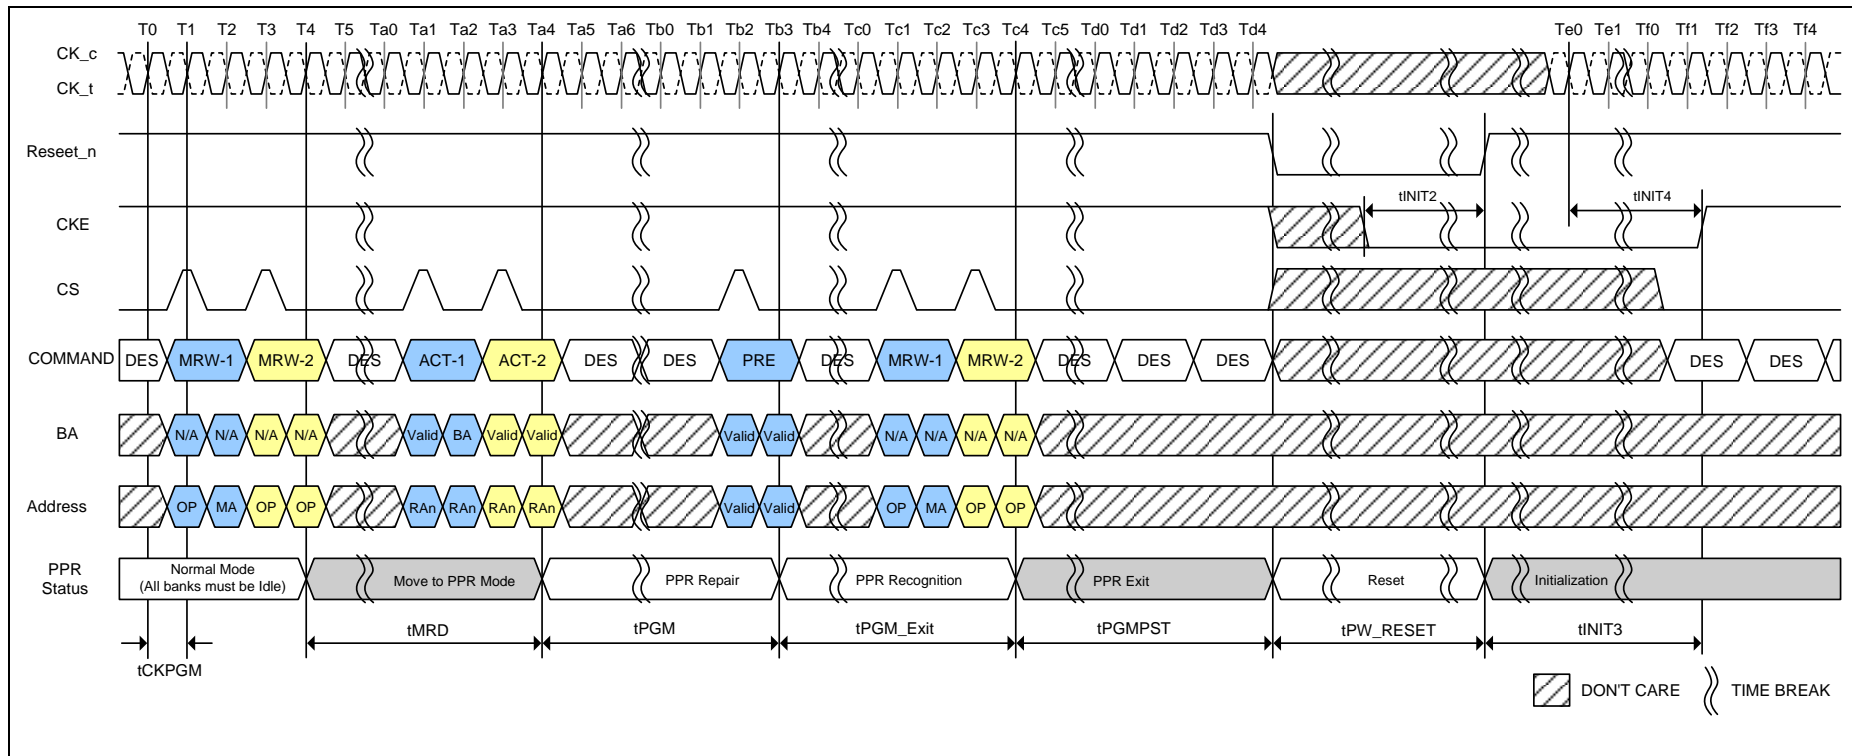 T0 T1 T2 T3 T4 T5 Ta0 Ta1 Ta2 Ta3 Ta4 Ta5 Ta6 Tb0 Tb1 Tb2 Tb3 Tb4 Tc0 Tc1 Tc2 Tc3 Tc4 Tc5 Td0 Td1 Td2 Td3 Td4 Te0 Te1 Tf0 Tf1 Tf2 Tf3 Tf4
CK_c
CK_t
Reseet_n
CKE tINIT2 tINIT4
CS
COMMAND DES MRW-1 MRW-2 DES ACT-1 ACT-2 DES DES PRE DES MRW-1 MRW-2 DES DES DES DES DES
BA N/A N/A N/A N/A Valid BA Valid Valid Valid Valid N/A N/A N/A N/A
Address OP MA OP OP RAn RAn RAn RAn Valid Valid OP MA OP OP
PPR
Status
Normal Mode
(All banks must be Idle)
Move to PPR Mode PPR Repair PPR Recognition PPR Exit Reset Initialization
tMRD tPGM tPGM_Exit tPGMPST tPW_RESET tINIT3
tCKPGM
DON'T CARE TIME BREAK